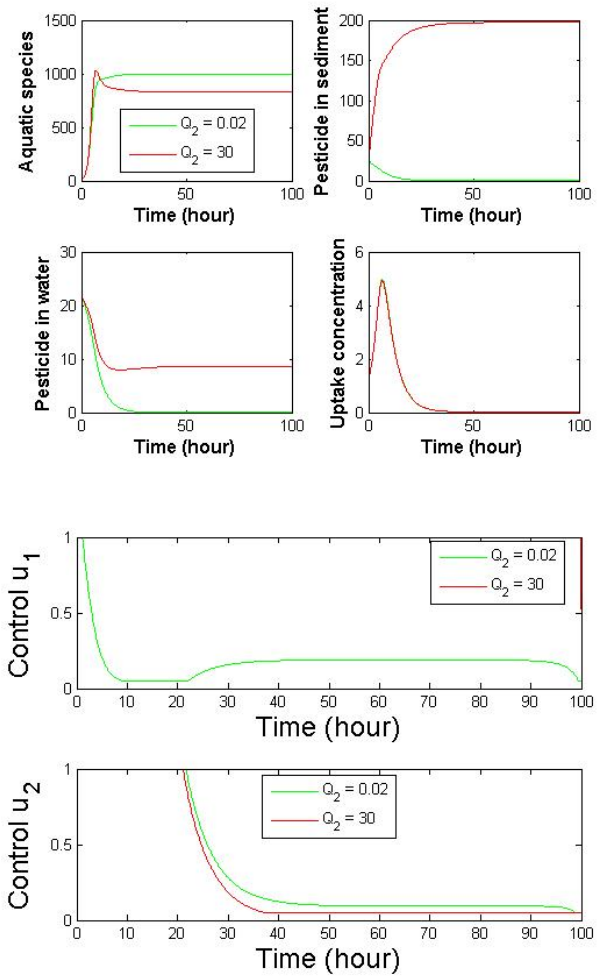 Aquatic species
1500
1000
500
0
Q2 = 0.02
Q2 = 30
0 50 100
Time (hour)
Pesticide in sediment
200
150
100
50
0
0 50 100
Time (hour)
Pesticide in water
30
20
10
0
0 50 100
Time (hour)
Uptake concentration
6
4
2
0
0 50 100
Time (hour)
Control u1
1
0.5
0
Q2 = 0.02
Q2 = 30
0 10 20 30 40 50 60 70 80 90 100
Time (hour)
Control u2
1
0.5
0
Q2 = 0.02
Q2 = 30
0 10 20 30 40 50 60 70 80 90 100
Time (hour)